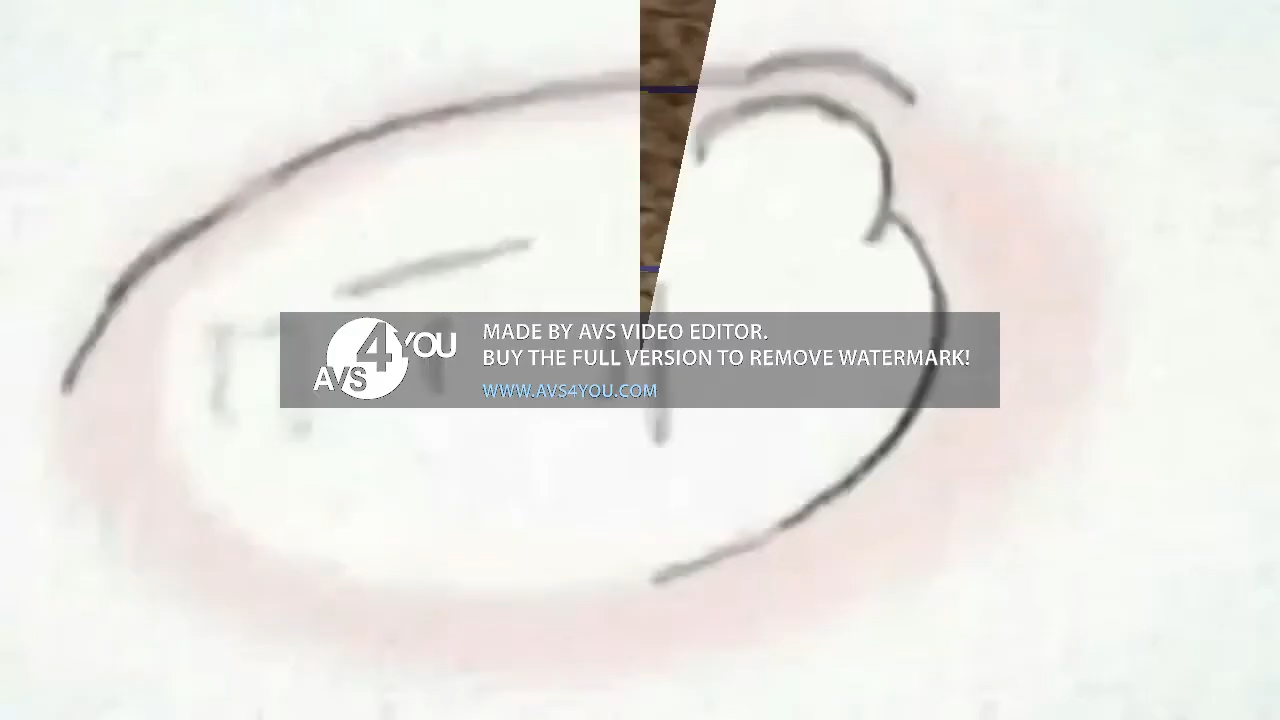 AVS4YOU
MADE BY AVS VIDEO EDITOR.
BUY THE FULL VERSION TO REMOVE WATERMARK!
WWW.AVS4YOU.COM